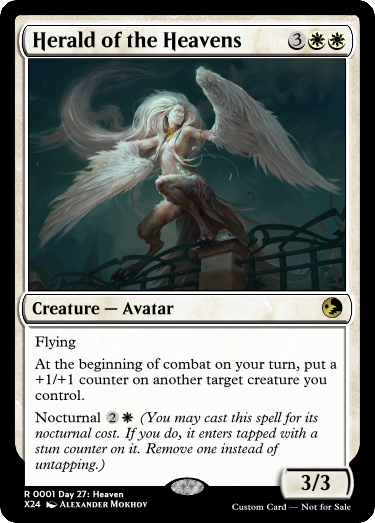 Herald of the Heavens 3
Creature — Avatar
Flying
At the beginning of combat on your turn, put a
+1/+1 counter on another target creature you
control.
Nocturnal 2 (You may cast this spell for its
nocturnal cost. If you do, it enters tapped with a
stun counter on it. Remove one instead of
untapping.)
3/3
R 0001 Day 27: Heaven
X24 Alexander Mokhov
Custom Card — Not for Sale